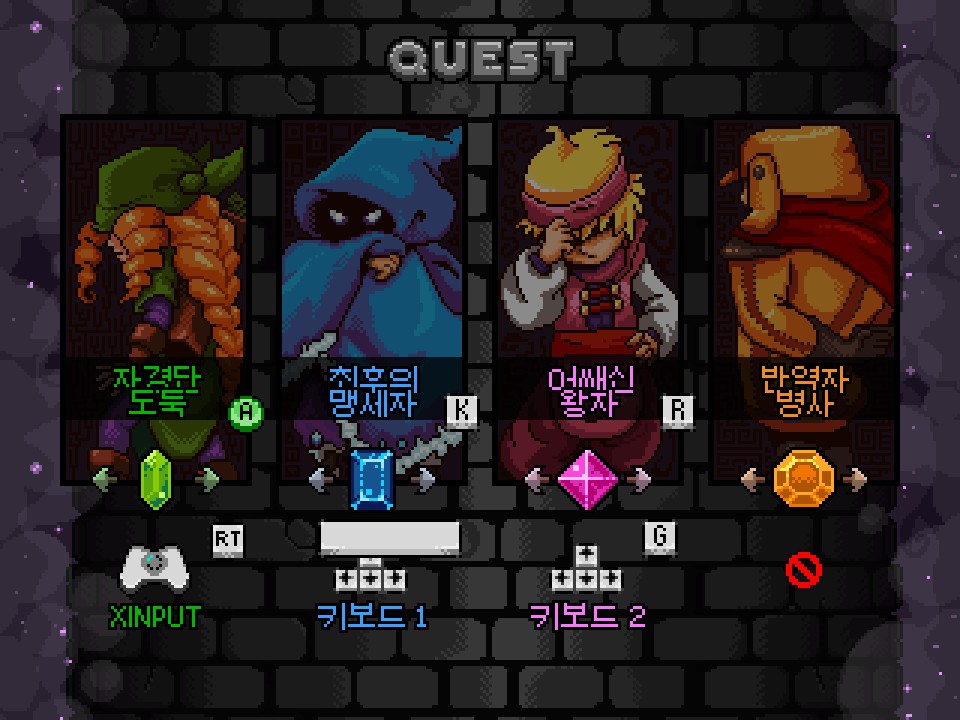 QUEST
자경단
도둑
A
최후의
맹세자
K
어쌔신
왕자
R
반역자
병사
RT
G
XINPUT
키보드 1
키보드 2